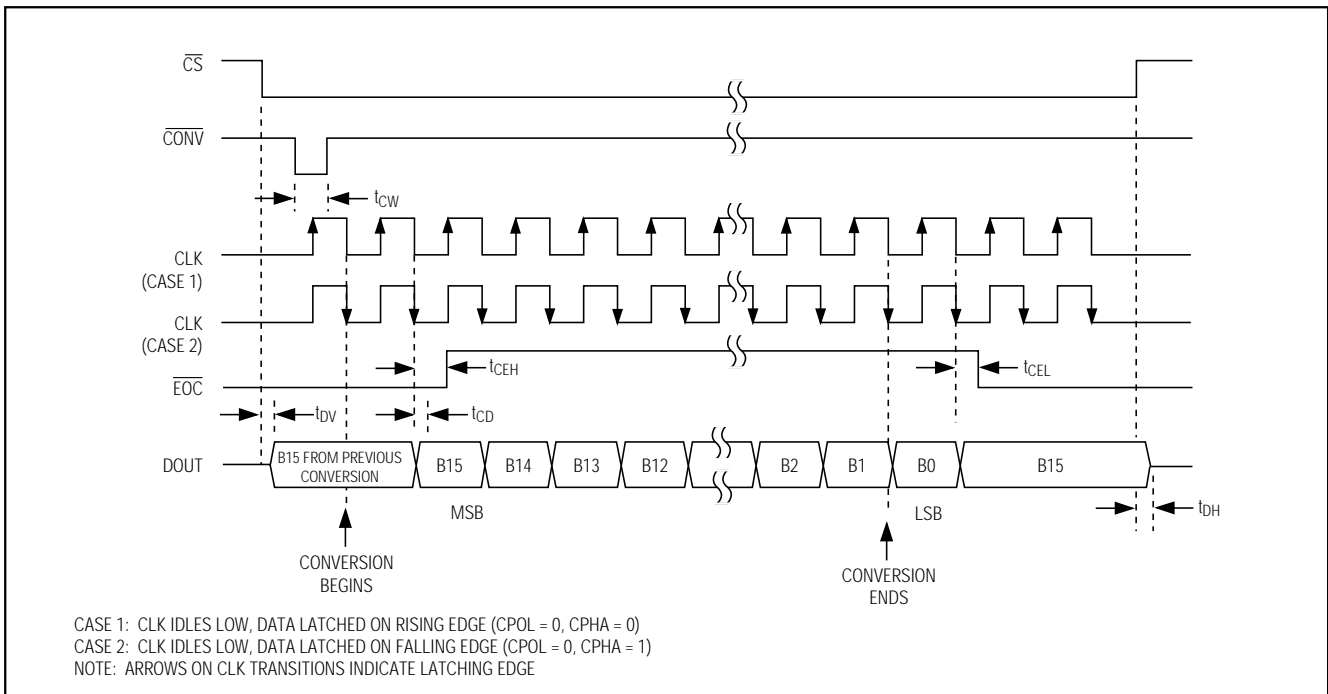 CS
CONV
tCW
CLK
(CASE 1)
CLK
(CASE 2)
tCEH
tCEL
EOC
tDV
tCD
DOUT
B15 FROM PREVIOUS
CONVERSION
B15
B14
B13
B12
B2
B1
B0
B15
MSB
LSB
tDH
CONVERSION
BEGINS
CONVERSION
ENDS
CASE 1: CLK IDLES LOW, DATA LATCHED ON RISING EDGE (CPOL = 0, CPHA = 0)
CASE 2: CLK IDLES LOW, DATA LATCHED ON FALLING EDGE (CPOL = 0, CPHA = 1)
NOTE: ARROWS ON CLK TRANSITIONS INDICATE LATCHING EDGE